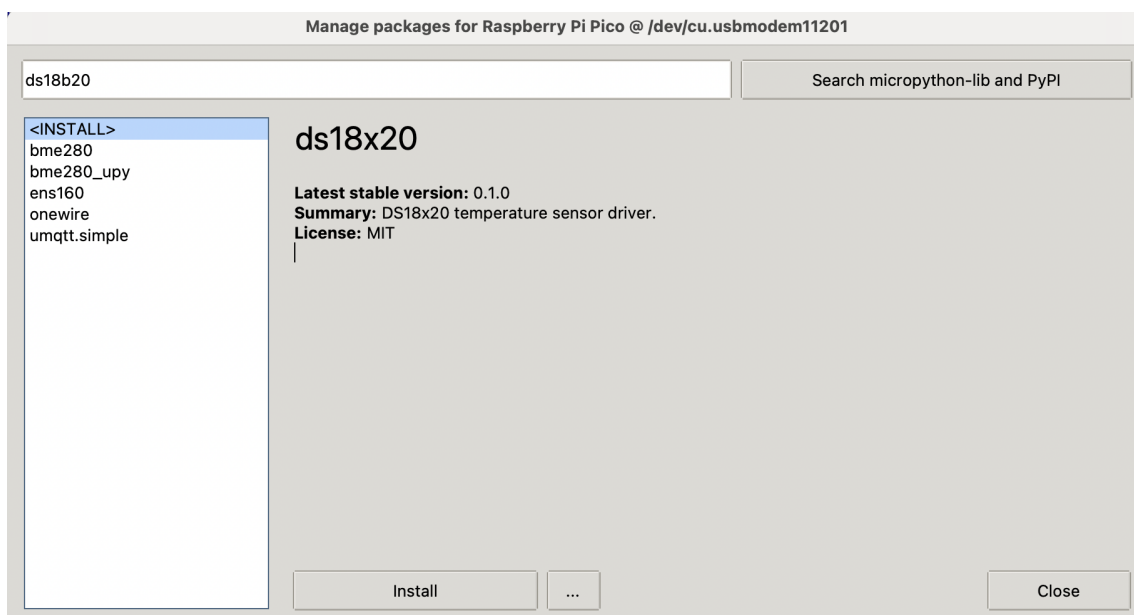 Manage packages for Raspberry Pi Pico @ /dev/cu.usbmodem11201
ds18b20
Search micropython-lib and PyPI
<INSTALL>
bme280
bme280_upy
ens160
onewire
umqtt.simple
ds18x20
Latest stable version: 0.1.0
Summary: DS18x20 temperature sensor driver.
License: MIT
Install
...
Close